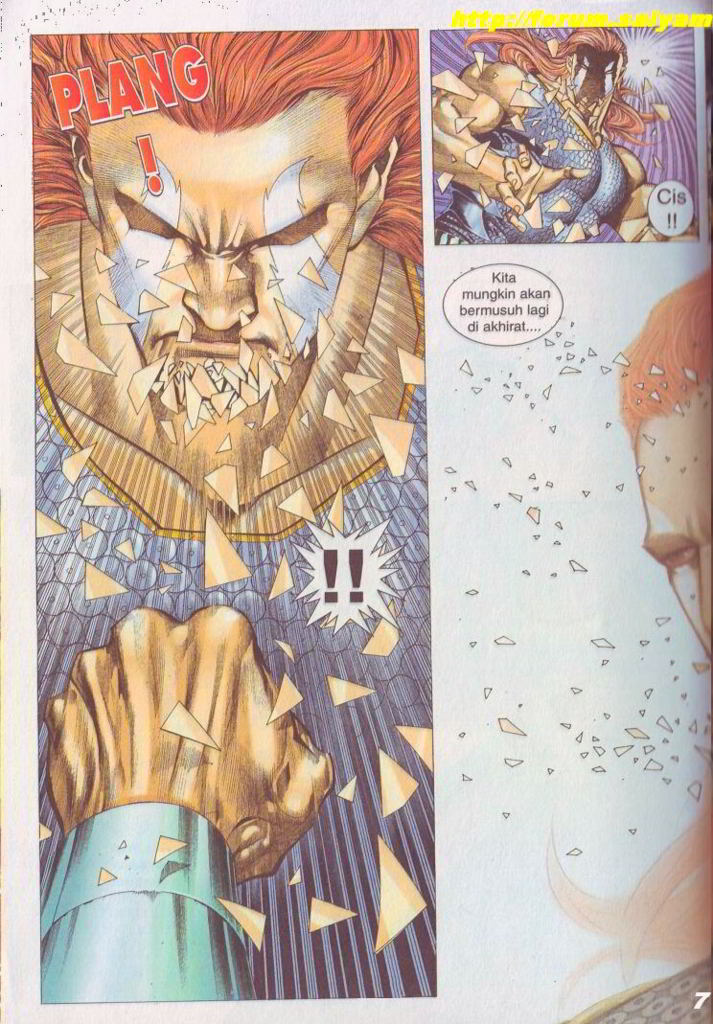 http://forum.saiyam
PLANG
!
Cis
!!
Kita
mungkin akan
bermusuh lagi
di akhirat....
!!
7